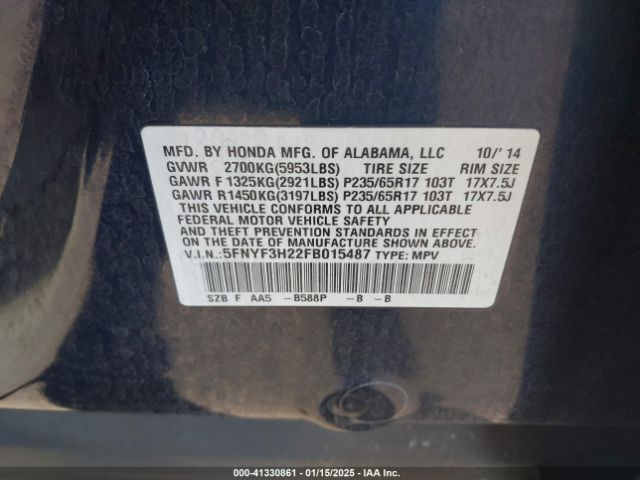 MFD. BY HONDA MFG. OF ALABAMA, LLC 10/' 14
GVWR 2700KG(5953LBS) TIRE SIZE RIM SIZE
GAWR F 1325KG(2921LBS) P235/65R17 103T 17X7.5J
GAWR R1450KG(3197LBS) P235/65R17 103T 17X7.5J
THIS VEHICLE CONFORMS TO ALL APPLICABLE
FEDERAL MOTOR VEHICLE SAFETY
AND THEFT PREVENTION STANDARDS IN EFFECT
ON THE DATE OF MANUFACTURE SHOWN ABOVE.
V.I.N.:5FNYF3H22FB015487 TYPE: MPV
SZB F AA5 -B588P -B -B
000-41330861 - 01/15/2025 - IAA Inc.